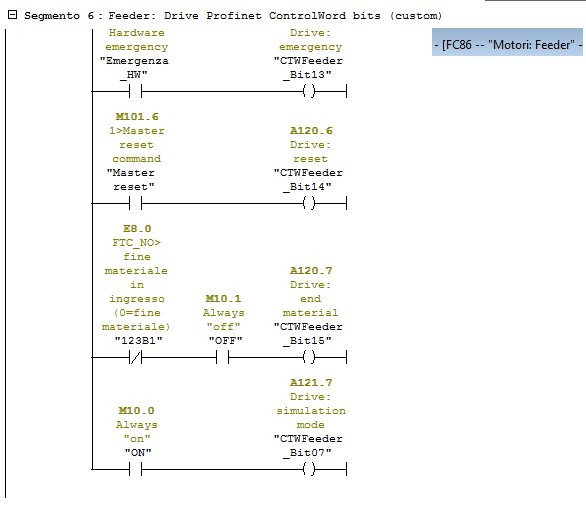 Segmento 6 : Feeder: Drive Profinet ControlWord bits (custom)
- [FC86 -- "Motori: Feeder" -
Hardware
emergency
"Emergenza
_HW"
Drive:
emergency
"CTWFeeder
_Bit13"
M101.6
1>Master
reset
command
"Master
reset"
A120.6
Drive:
reset
"CTWFeeder
_Bit14"
E8.0
FTC_NO>
fine
materiale
in
ingresso
(0=fine
materiale)
"123B1"
M10.1
Always
"off"
"OFF"
A120.7
Drive:
end
material
"CTWFeeder
_Bit15"
M10.0
Always
"on"
"ON"
A121.7
Drive:
simulation
mode
"CTWFeeder
_Bit07"